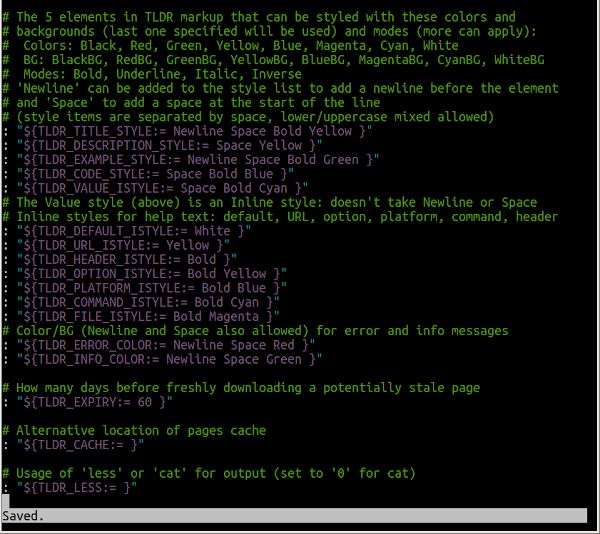 # The 5 elements in TLDR markup that can be styled with these colors and
# backgrounds (last one specified will be used) and modes (more can apply):
#  Colors: Black, Red, Green, Yellow, Blue, Magenta, Cyan, White
#  BG: BlackBG, RedBG, GreenBG, YellowBG, BlueBG, MagentaBG, CyanBG, WhiteBG
#  Modes: Bold, Underline, Italic, Inverse
# 'Newline' can be added to the style list to add a newline before the element
# and 'Space' to add a space at the start of the line
# (style items are separated by space, lower/uppercase mixed allowed)
: "${TLDR_TITLE_STYLE:= Newline Space Bold Yellow }"
: "${TLDR_DESCRIPTION_STYLE:= Space Yellow }"
: "${TLDR_EXAMPLE_STYLE:= Newline Space Bold Green }"
: "${TLDR_CODE_STYLE:= Space Bold Blue }"
: "${TLDR_VALUE_ISTYLE:= Space Bold Cyan }"
# The Value style (above) is an Inline style: doesn't take Newline or Space
# Inline styles for help text: default, URL, option, platform, command, header
: "${TLDR_DEFAULT_ISTYLE:= White }"
: "${TLDR_URL_ISTYLE:= Yellow }"
: "${TLDR_HEADER_ISTYLE:= Bold }"
: "${TLDR_OPTION_ISTYLE:= Bold Yellow }"
: "${TLDR_PLATFORM_ISTYLE:= Bold Blue }"
: "${TLDR_COMMAND_ISTYLE:= Bold Cyan }"
: "${TLDR_FILE_ISTYLE:= Bold Magenta }"
# Color/BG (Newline and Space also allowed) for error and info messages
: "${TLDR_ERROR_COLOR:= Newline Space Red }"
: "${TLDR_INFO_COLOR:= Newline Space Green }"
# How many days before freshly downloading a potentially stale page
: "${TLDR_EXPIRY:= 60 }"
# Alternative location of pages cache
: "${TLDR_CACHE:= }"
# Usage of 'less' or 'cat' for output (set to '0' for cat)
: "${TLDR_LESS:= }"
Saved.